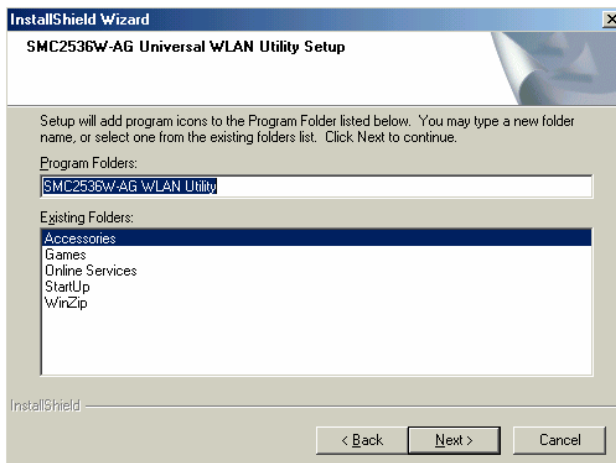 InstallShield Wizard
SMC2536W-AG Universal WLAN Utility Setup
Setup will add program icons to the Program Folder listed below. You may type a new folder
name, or select one from the existing folders list. Click Next to continue.
Program Folders:
SMC2536W-AG WLAN Utility
Existing Folders:
Accessories
Games
Online Services
StartUp
WinZip
InstallShield
< Back Next > Cancel